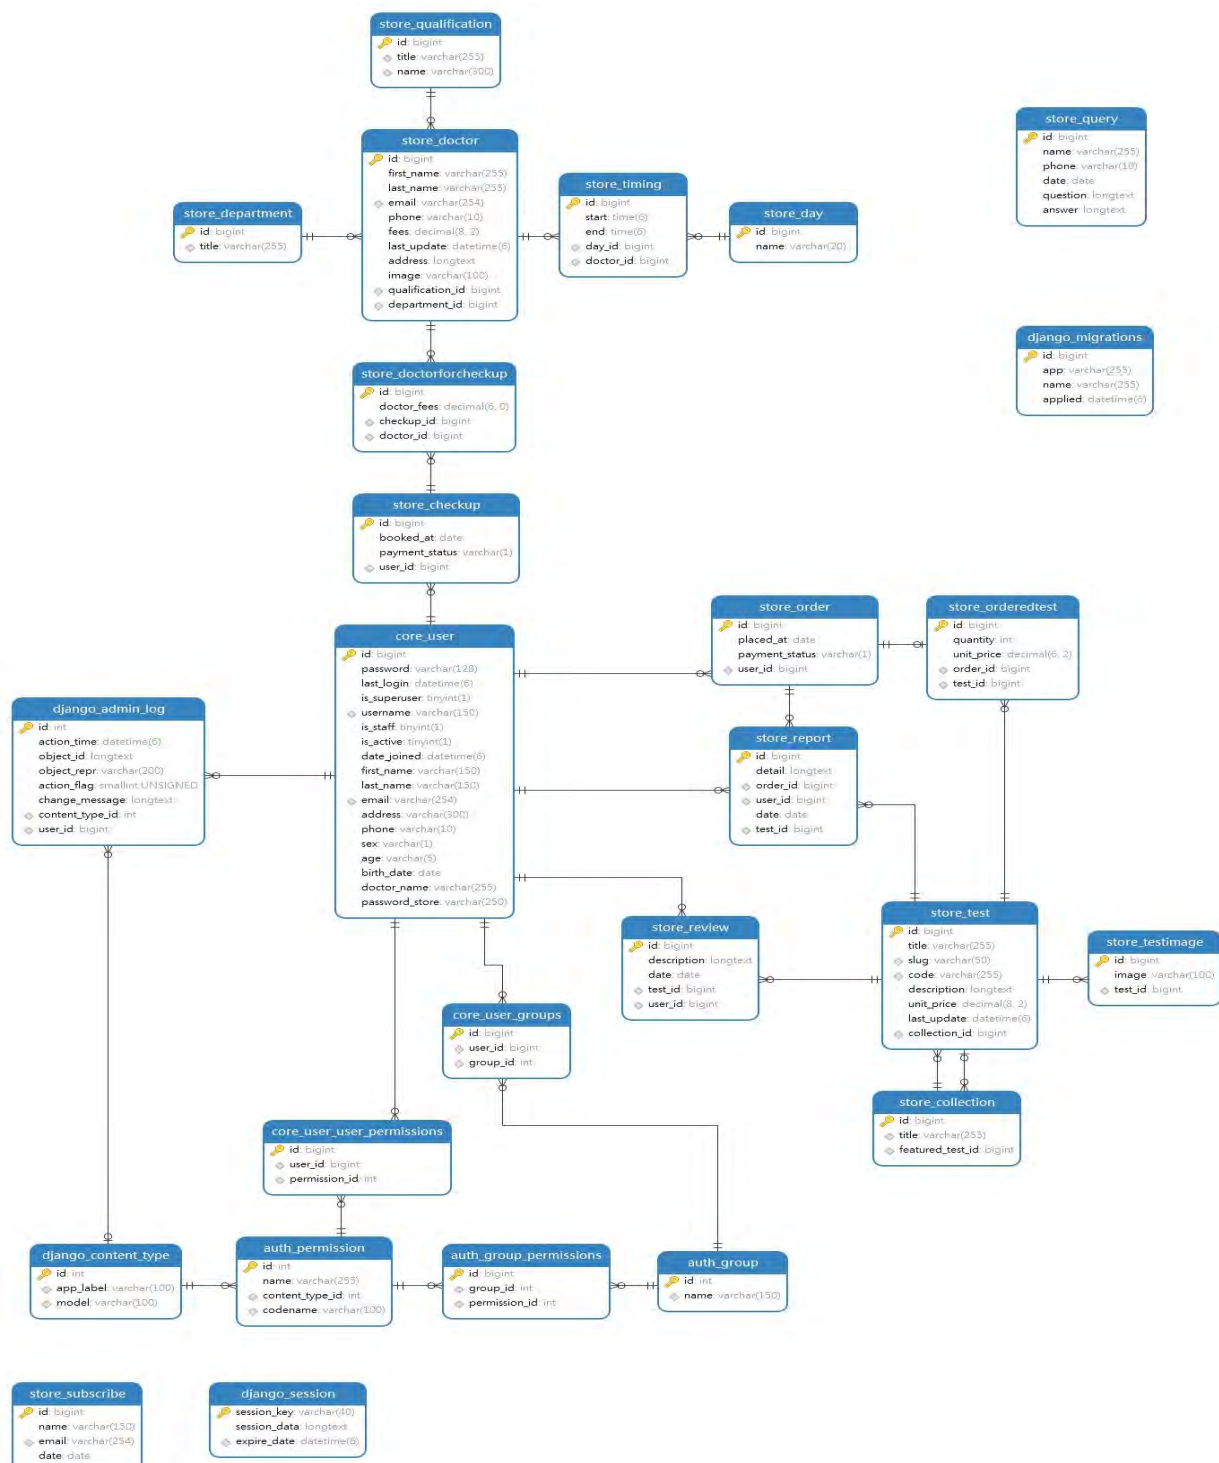 store_qualification
id: bigint
title: varchar(255)
name: varchar(300)
store_doctor
id: bigint
first_name: varchar(255)
last_name: varchar(255)
email: varchar(254)
phone: varchar(10)
fees: decimal(8, 2)
last_update: datetime(6)
address: longtext
image: varchar(100)
qualification_id: bigint
department_id: bigint
store_department
id: bigint
title: varchar(255)
store_timing
id: bigint
start: time(6)
end: time(6)
day_id: bigint
doctor_id: bigint
store_day
id: bigint
name: varchar(20)
store_query
id: bigint
name: varchar(255)
phone: varchar(10)
date: date
question: longtext
answer: longtext
django_migrations
id: bigint
app: varchar(255)
name: varchar(255)
applied: datetime(6)
store_doctorforcheckup
id: bigint
doctor_fees: decimal(6, 0)
checkup_id: bigint
doctor_id: bigint
store_checkup
id: bigint
booked_at: date
payment_status: varchar(1)
user_id: bigint
core_user
id: bigint
password: varchar(128)
last_login: datetime(6)
is_superuser: tinyint(1)
username: varchar(150)
is_staff: tinyint(1)
is_active: tinyint(1)
date_joined: datetime(6)
first_name: varchar(150)
last_name: varchar(150)
email: varchar(254)
address: varchar(300)
phone: varchar(10)
sex: varchar(1)
age: varchar(5)
birth_date: date
doctor_name: varchar(255)
password_store: varchar(250)
store_order
id: bigint
placed_at: date
payment_status: varchar(1)
user_id: bigint
store_orderedtest
id: bigint
quantity: int
unit_price: decimal(6, 2)
order_id: bigint
test_id: bigint
django_admin_log
id: int
action_time: datetime(6)
object_id: longtext
object_repr: varchar(200)
action_flag: smallint UNSIGNED
change_message: longtext
content_type_id: int
user_id: bigint
store_report
id: bigint
detail: longtext
order_id: bigint
user_id: bigint
date: date
test_id: bigint
store_review
id: bigint
description: longtext
date: date
test_id: bigint
user_id: bigint
store_test
id: bigint
title: varchar(255)
slug: varchar(50)
code: varchar(255)
description: longtext
unit_price: decimal(8, 2)
last_update: datetime(6)
collection_id: bigint
store_testimage
id: bigint
image: varchar(100)
test_id: bigint
core_user_groups
id: bigint
user_id: bigint
group_id: int
store_collection
id: bigint
title: varchar(255)
featured_test_id: bigint
core_user_user_permissions
id: bigint
user_id: bigint
permission_id: int
django_content_type
id: int
app_label: varchar(100)
model: varchar(100)
auth_permission
id: int
name: varchar(255)
content_type_id: int
codename: varchar(100)
auth_group_permissions
id: bigint
group_id: int
permission_id: int
auth_group
id: int
name: varchar(150)
store_subscribe
id: bigint
name: varchar(150)
email: varchar(254)
date: date
django_session
session_key: varchar(40)
session_data: longtext
expire_date: datetime(6)